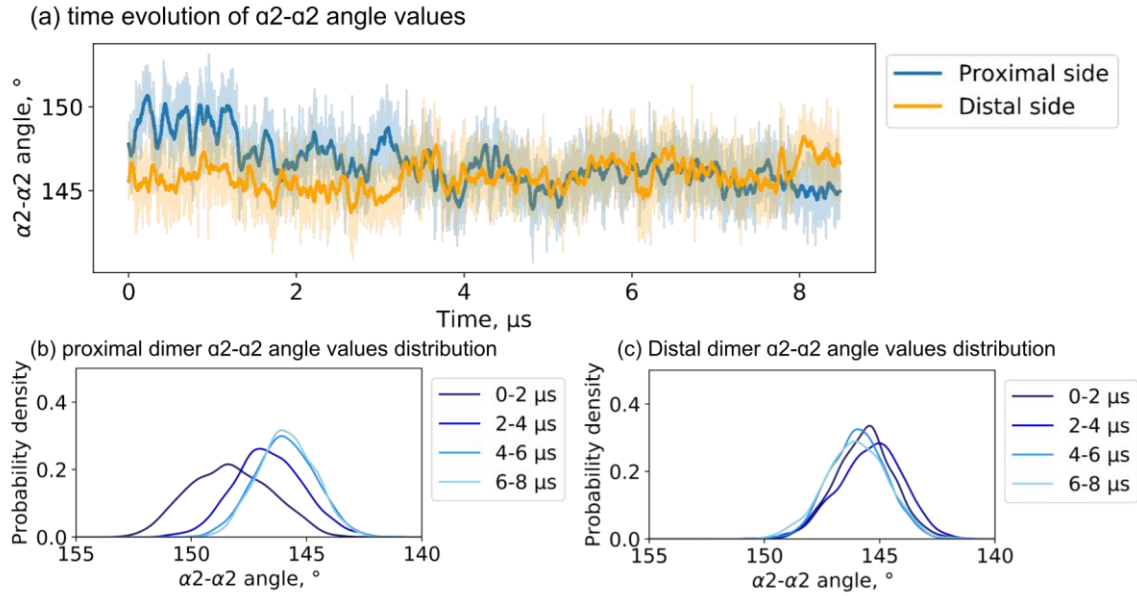 (a) time evolution of α2-α2 angle values
α2-α2 angle, °
150
145
0 2 4 6 8
Time, μs
Proximal side
Distal side
(b) proximal dimer α2-α2 angle values distribution
Probability density
0.4
0.2
0.0
155 150 145 140
α2-α2 angle, °
0-2 μs
2-4 μs
4-6 μs
6-8 μs
(c) Distal dimer α2-α2 angle values distribution
Probability density
0.4
0.2
0.0
155 150 145 140
α2-α2 angle, °
0-2 μs
2-4 μs
4-6 μs
6-8 μs